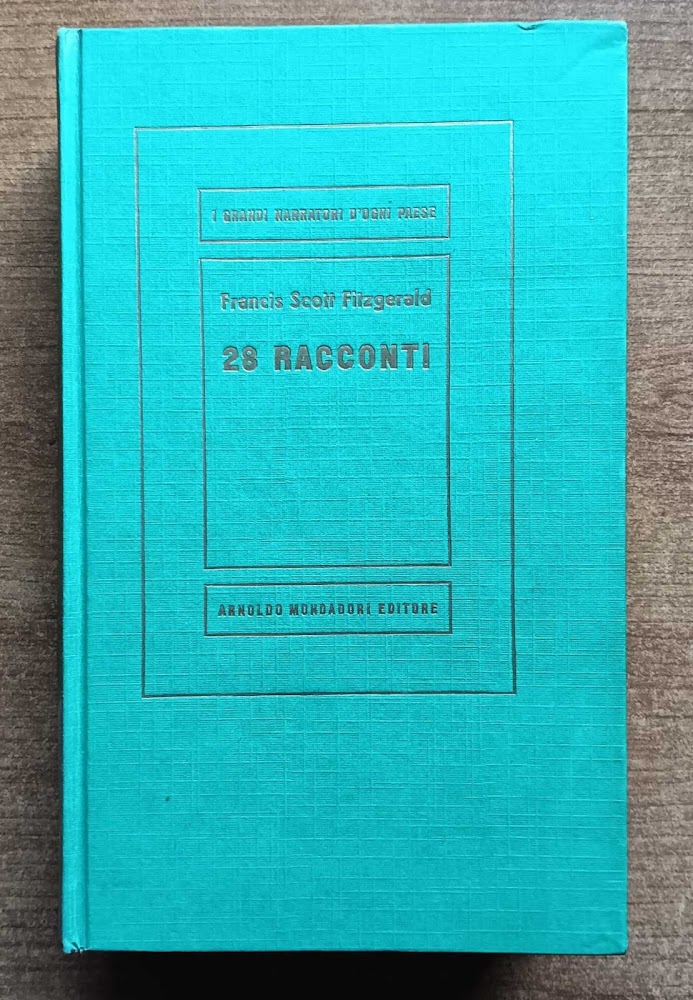 I GRANDI NARRATORI D'OGNI PAESE
Francis Scott Fitzgerald
28 RACCONTI
ARNOLDO MONDADORI EDITORE